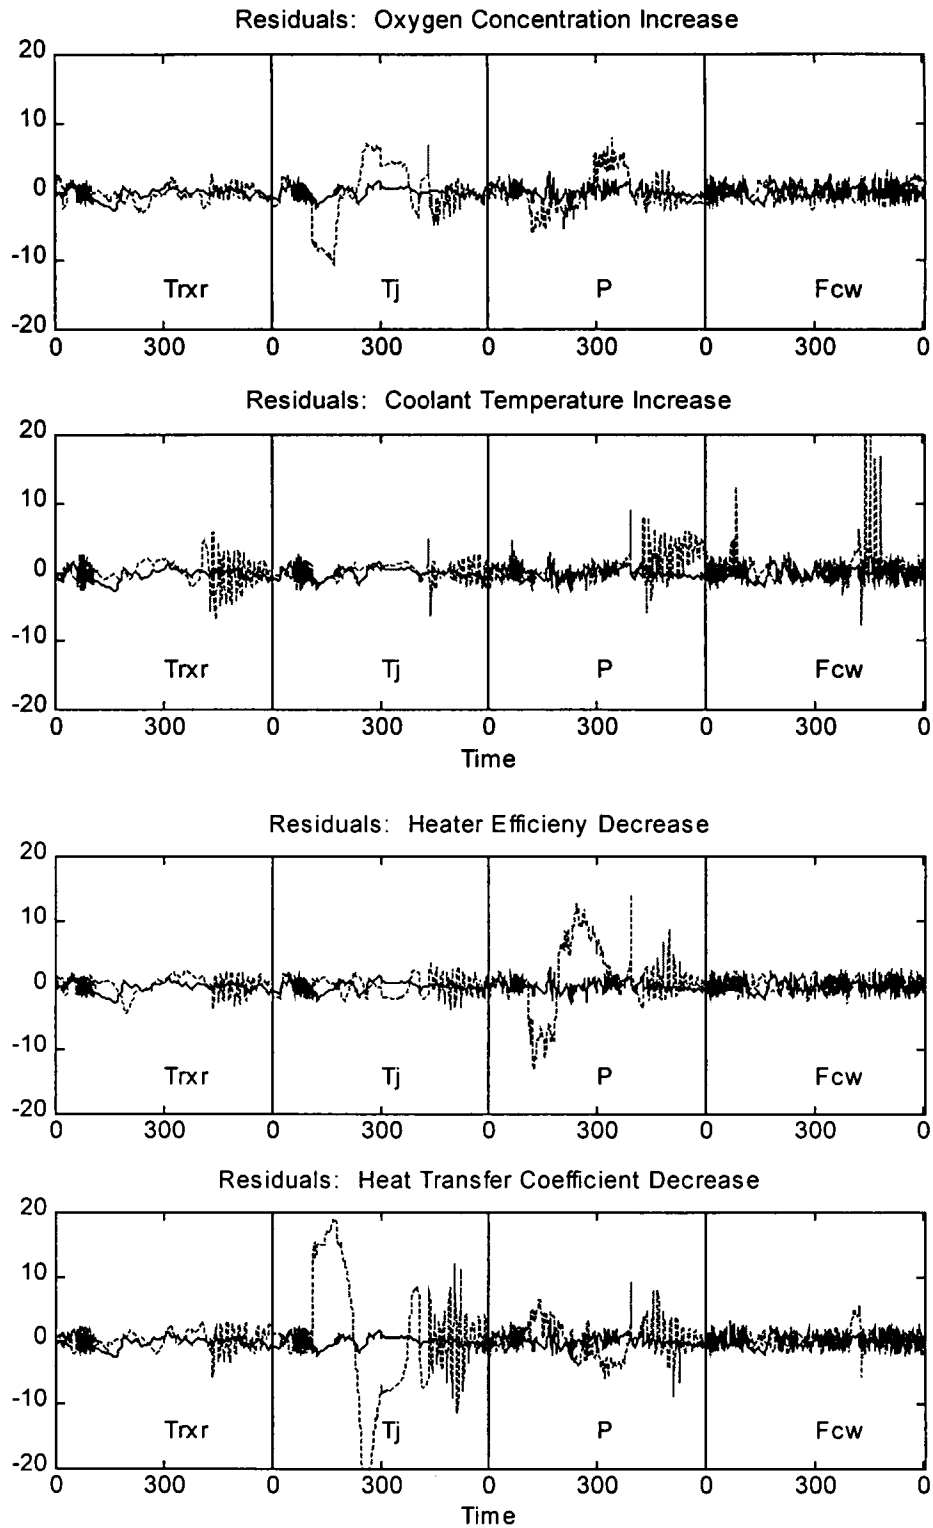 Residuals: Oxygen Concentration Increase
20
10
0
-10
-20
Trxr Tj P Fcw
0 300 0 300 0 300 0 300 0
Residuals: Coolant Temperature Increase
20
10
0
-10
-20
Trxr Tj P Fcw
0 300 0 300 0 300 0 300 0
Time
Residuals: Heater Efficieny Decrease
20
10
0
-10
-20
Trxr Tj P Fcw
0 300 0 300 0 300 0 300 0
Residuals: Heat Transfer Coefficient Decrease
20
10
0
-10
-20
Trxr Tj P Fcw
0 300 0 300 0 300 0 300 0
Time